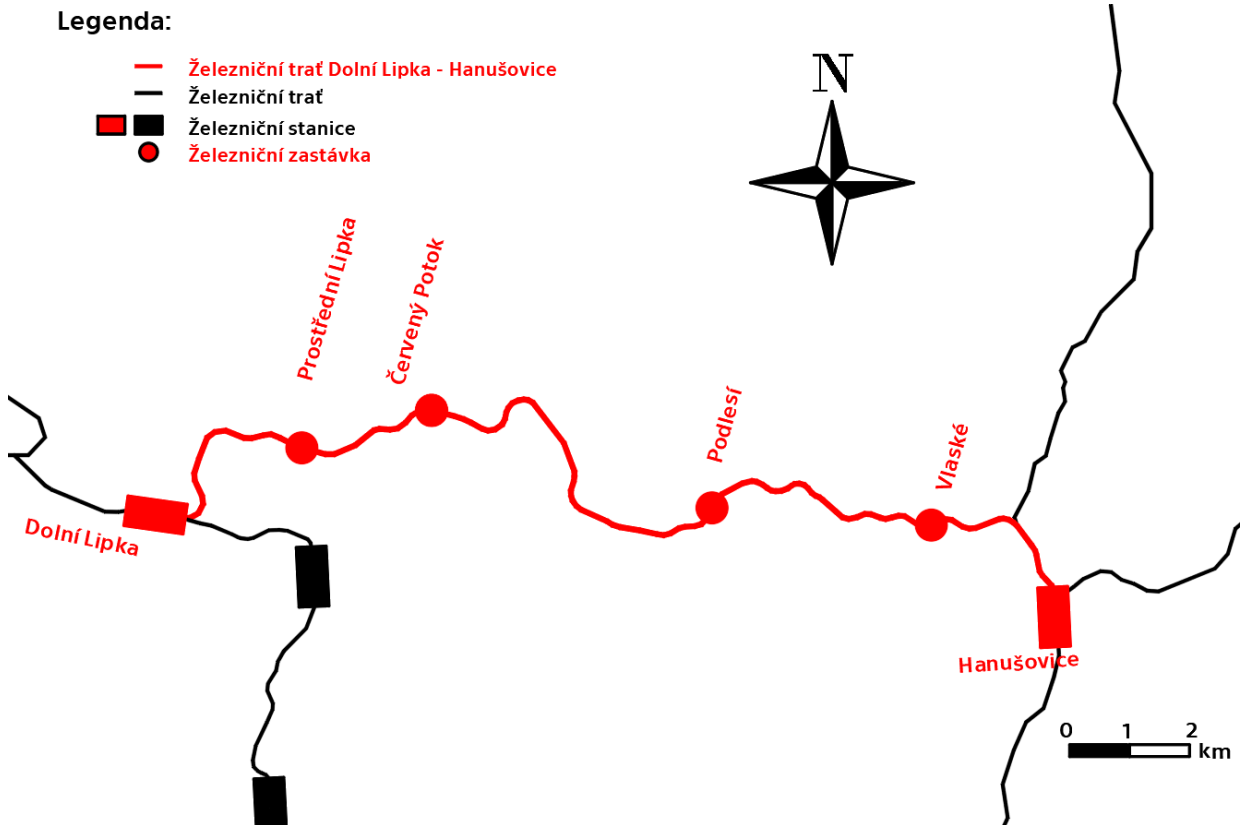 Legenda:
Železniční trať Dolní Lipka - Hanušovice
Železniční trať
Železniční stanice
Železniční zastávka
N
Prostřední Lipka
Červený Potok
Podlesí
Vlaské
Dolní Lipka
Hanušovice
0 1 2
km